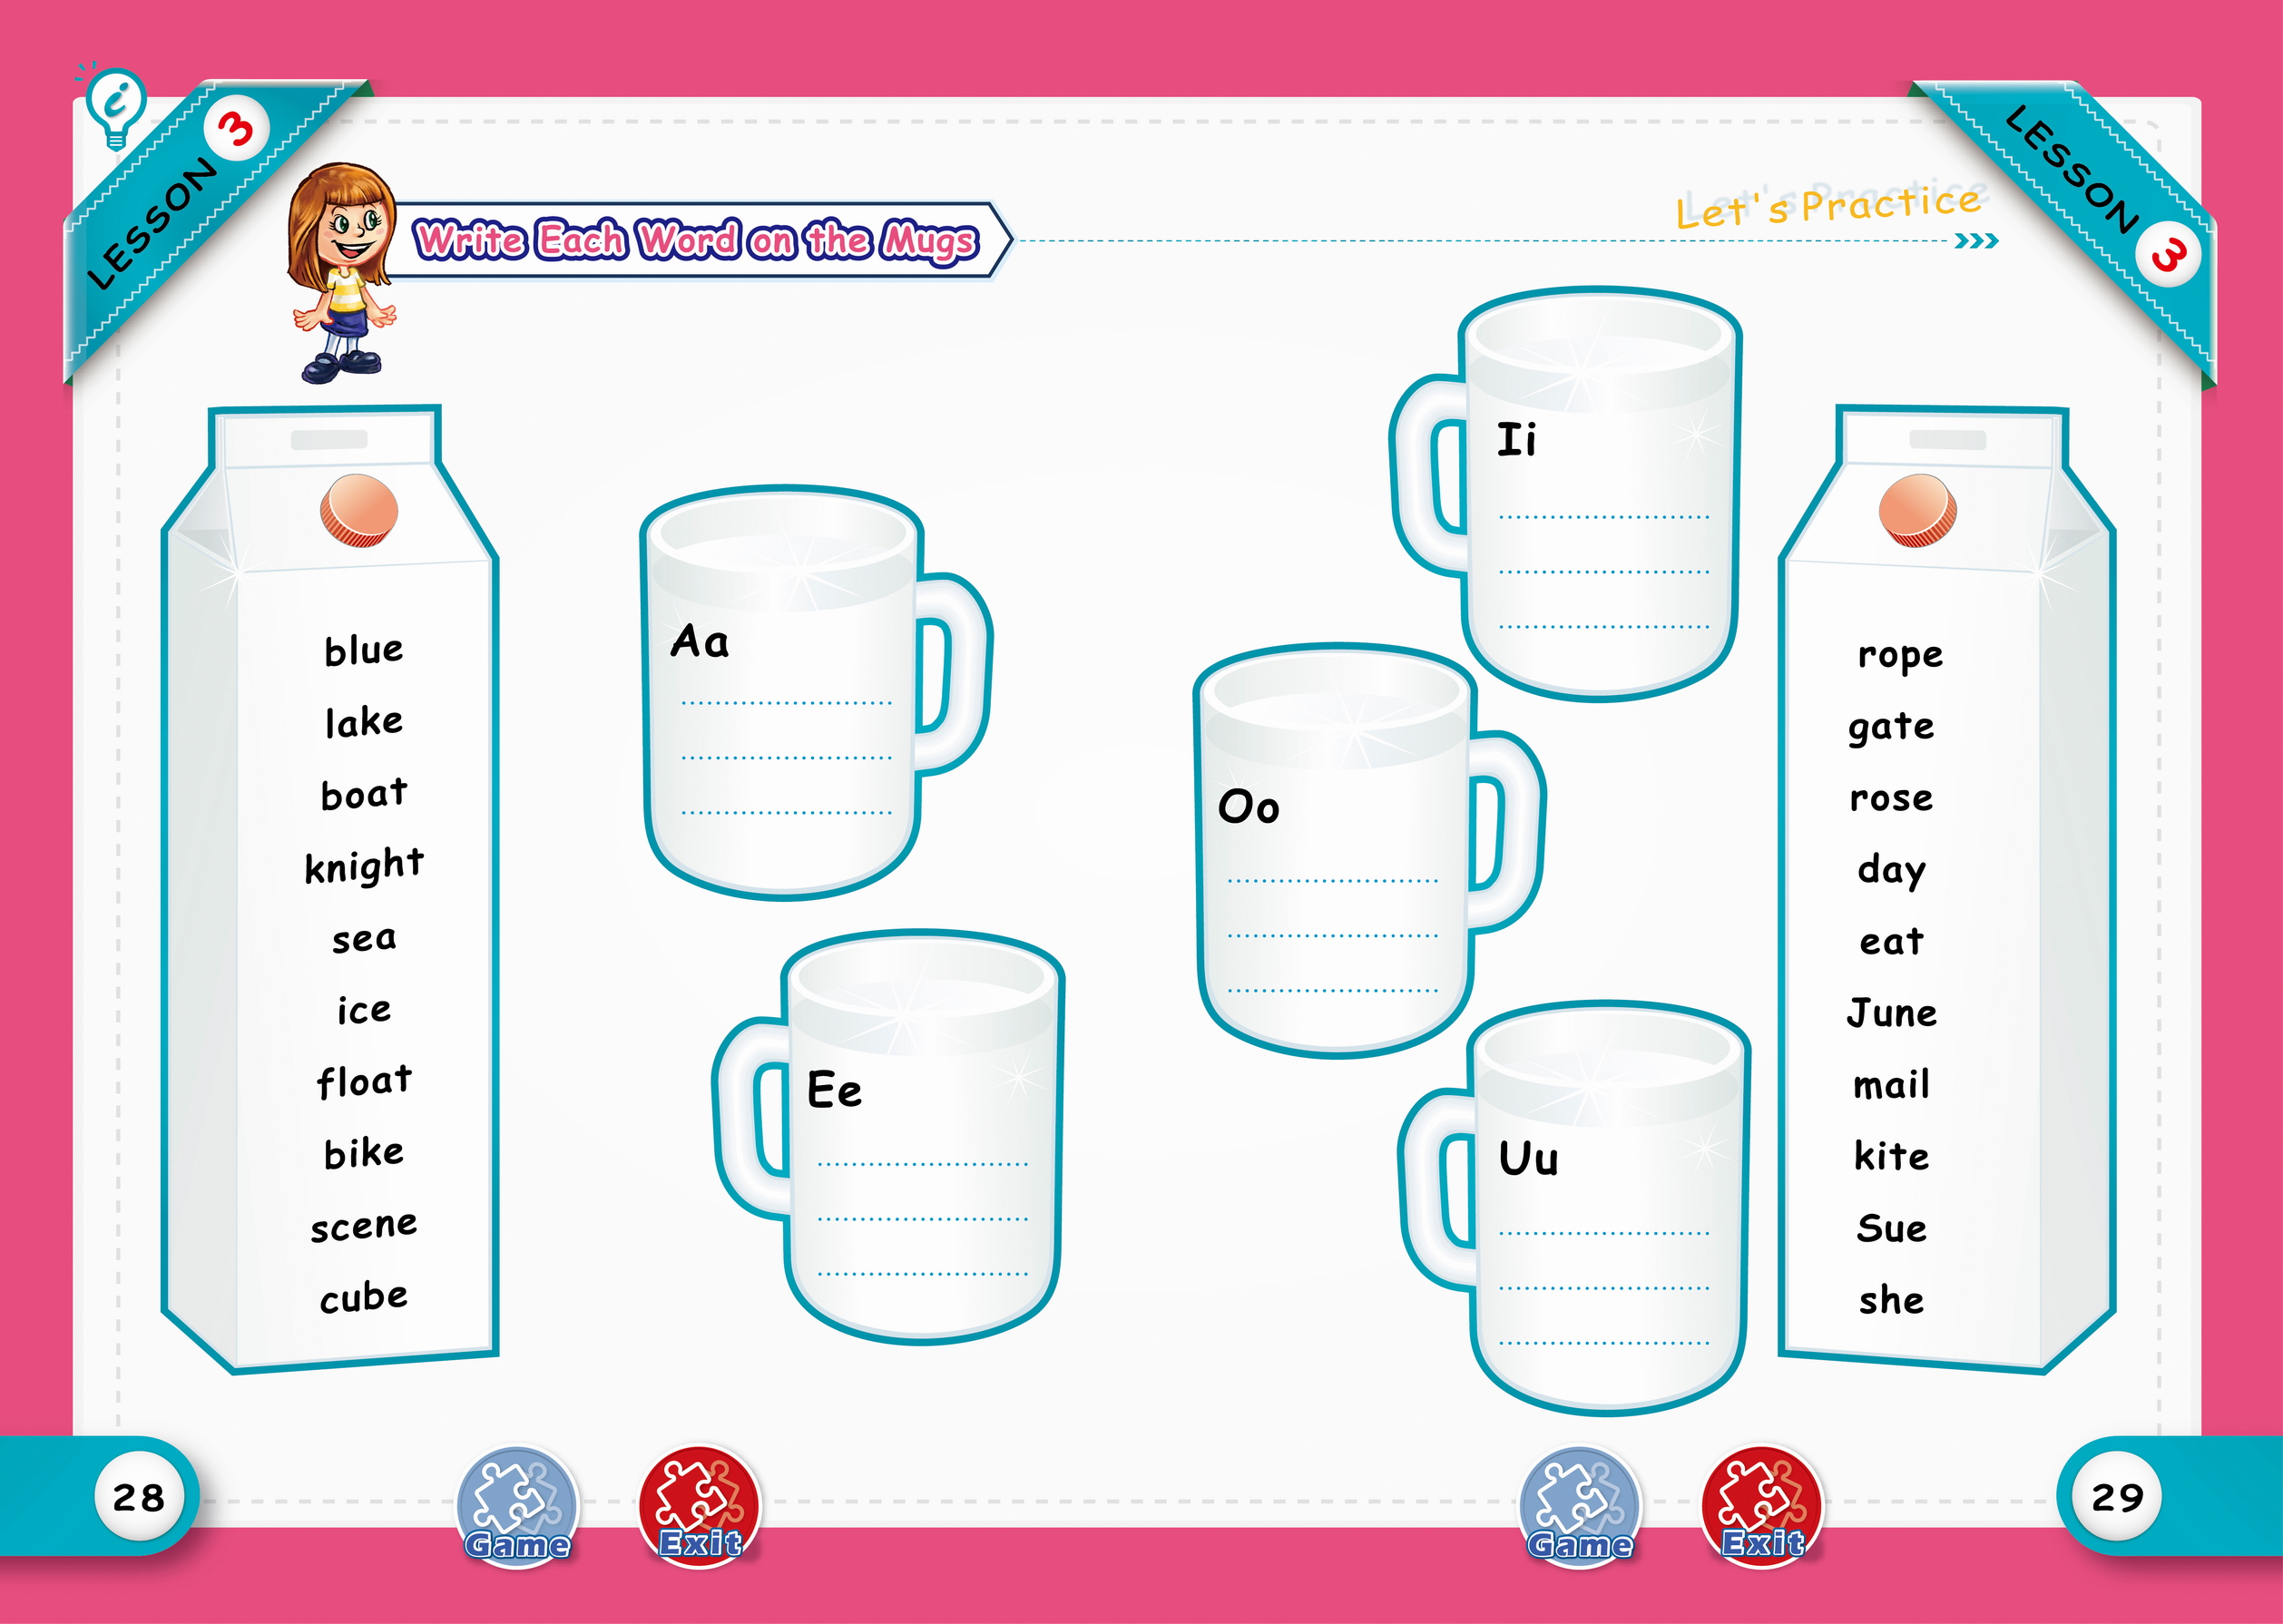 LESSON 3
LESSON 3
Let's Practice
Write Each Word on the Mugs
blue
lake
boat
knight
sea
ice
float
bike
scene
cube
Aa
Ee
Ii
Oo
Uu
rope
gate
rose
day
eat
June
mail
kite
Sue
she
28
Game
Exit
Game
Exit
29